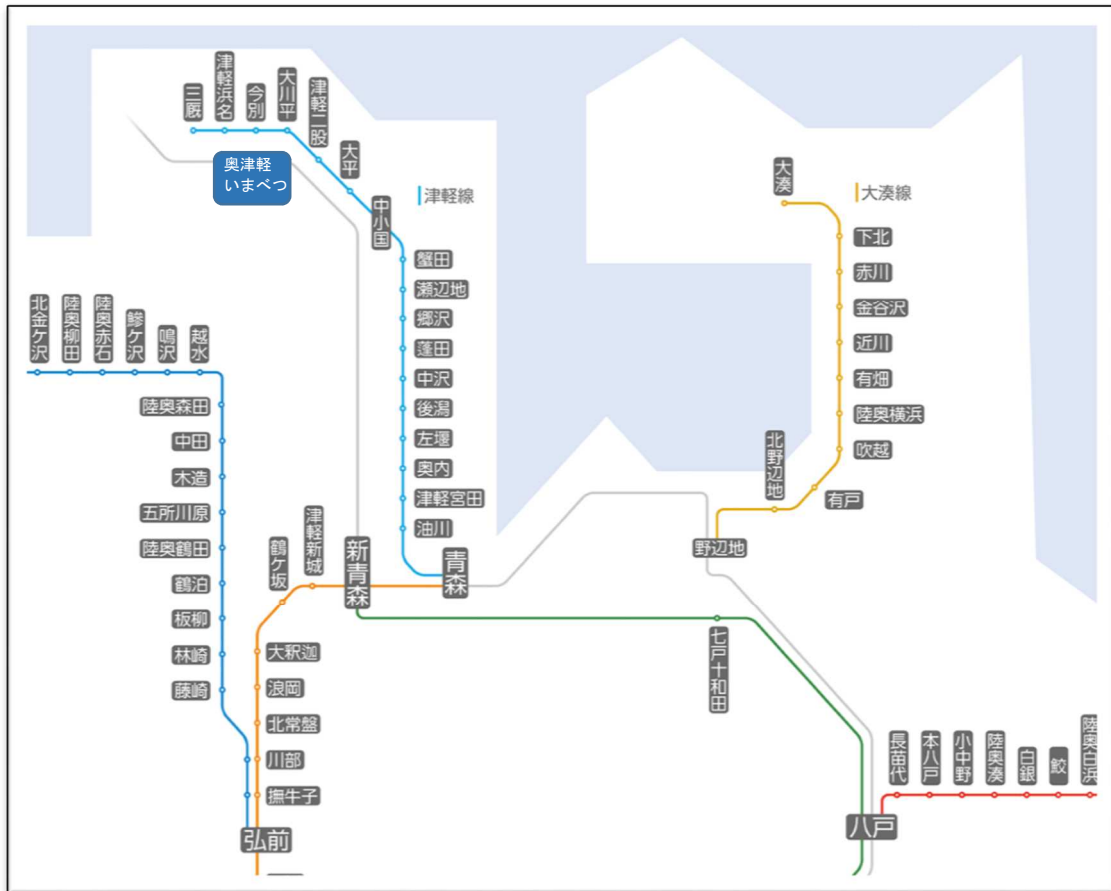 三厩
津軽浜名
今別
大川平
津軽二股
大平
中小国
奥津軽
いまべつ
津軽線
蟹田
瀬辺地
郷沢
蓬田
中沢
後潟
左堰
奥内
津軽宮田
油川
青森
大湊
大湊線
下北
赤川
金谷沢
近川
有畑
陸奥横浜
吹越
有戸
北野辺地
野辺地
北金ケ沢
陸奥柳田
陸奥赤石
鰺ケ沢
鳴沢
越水
陸奥森田
中田
木造
五所川原
陸奥鶴田
鶴泊
板柳
林崎
藤崎
新青森
津軽新城
鶴ケ坂
大釈迦
浪岡
北常盤
川部
撫牛子
弘前
七戸十和田
八戸
長苗代
本八戸
小中野
陸奥湊
白銀
鮫
陸奥白浜